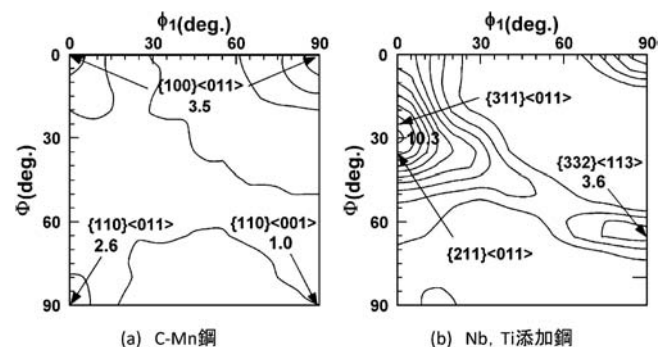 ϕ1(deg.)
0 30 60 90
0
30
60
90
Φ(deg.)
{100}<011>
3.5
{110}<011>
2.6
{110}<001>
1.0
(a) C-Mn鋼
ϕ1(deg.)
0 30 60 90
0
30
60
90
Φ(deg.)
{311}<011>
10.3
{332}<113>
3.6
{211}<011>
(b) Nb, Ti添加鋼